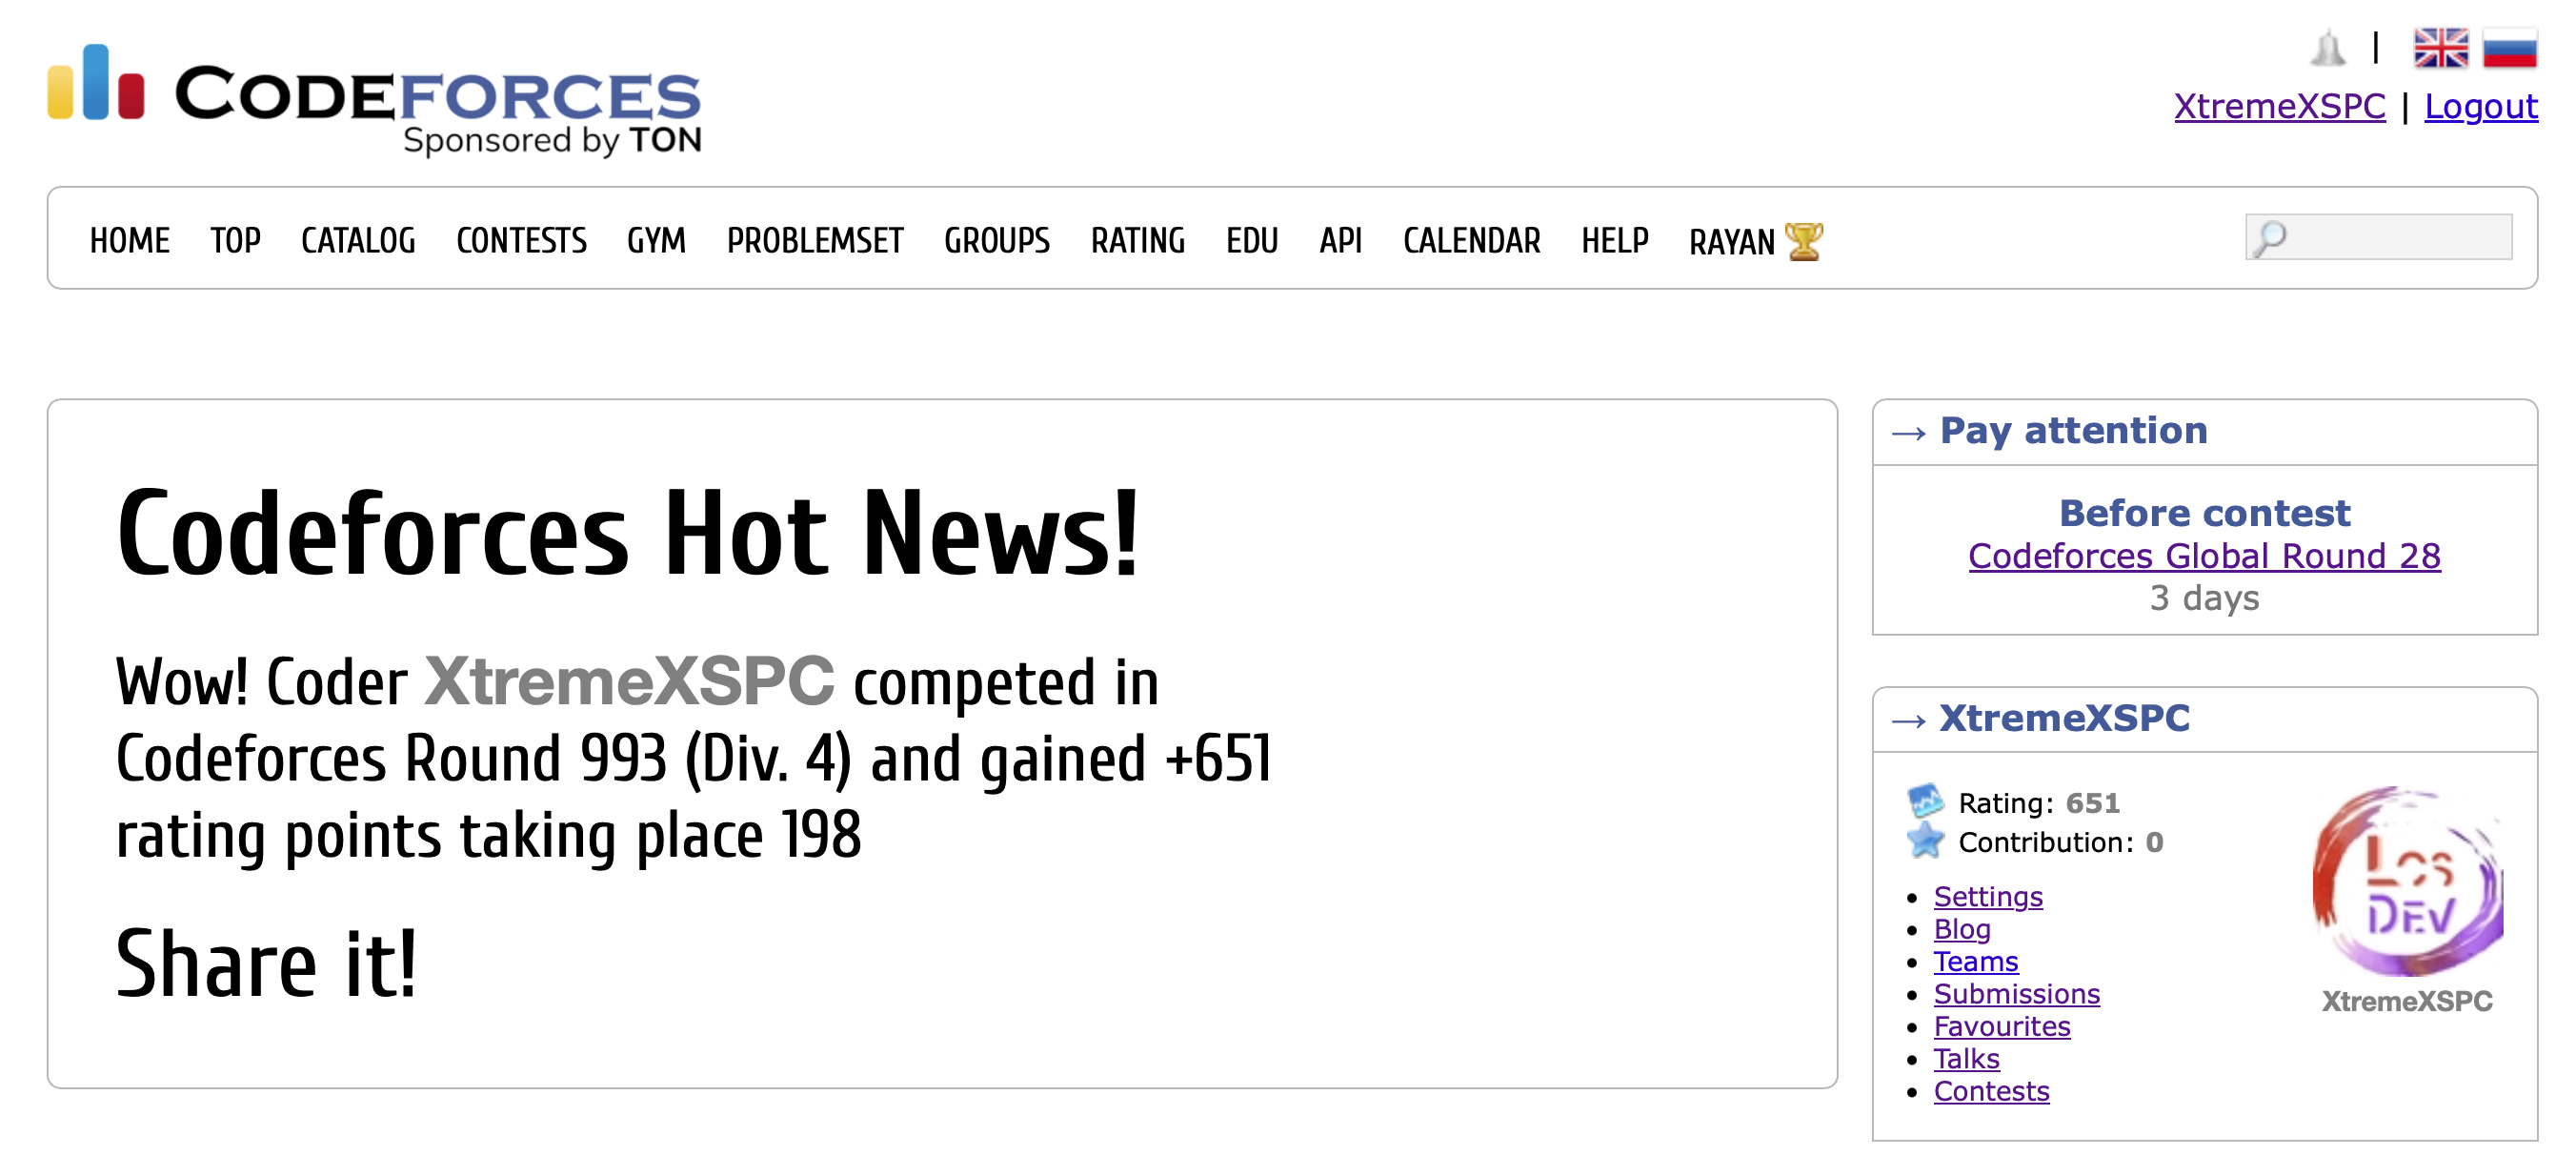 CODEFORCES
Sponsored by TON
|
XtremeXSPC | Logout
HOME TOP CATALOG CONTESTS GYM PROBLEMSET GROUPS RATING EDU API CALENDAR HELP RAYAN
Codeforces Hot News!
Wow! Coder XtremeXSPC competed in
Codeforces Round 993 (Div. 4) and gained +651
rating points taking place 198
Share it!
→ Pay attention
Before contest
Codeforces Global Round 28
3 days
→ XtremeXSPC
Rating: 651
Contribution: 0
Settings
Blog
Teams
Submissions
Favourites
Talks
Contests
Los
DEV
XtremeXSPC